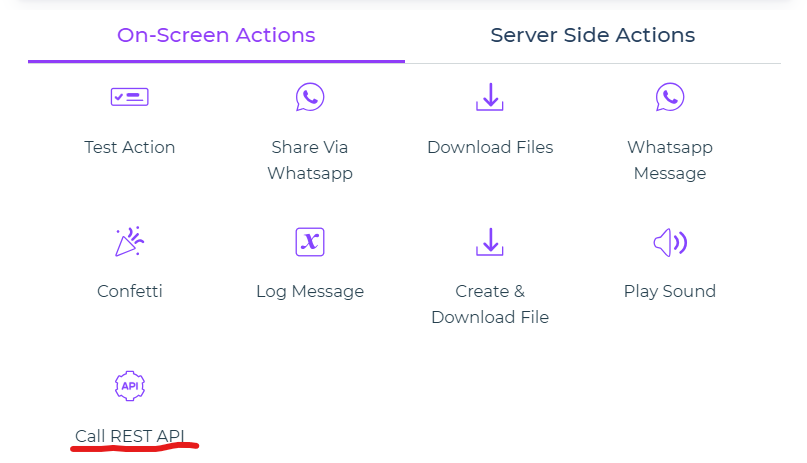 On-Screen Actions
Server Side Actions
Test Action
Share Via
Whatsapp
Download Files
Whatsapp
Message
Confetti
x
Log Message
Create &
Download File
Play Sound
API
Call REST API